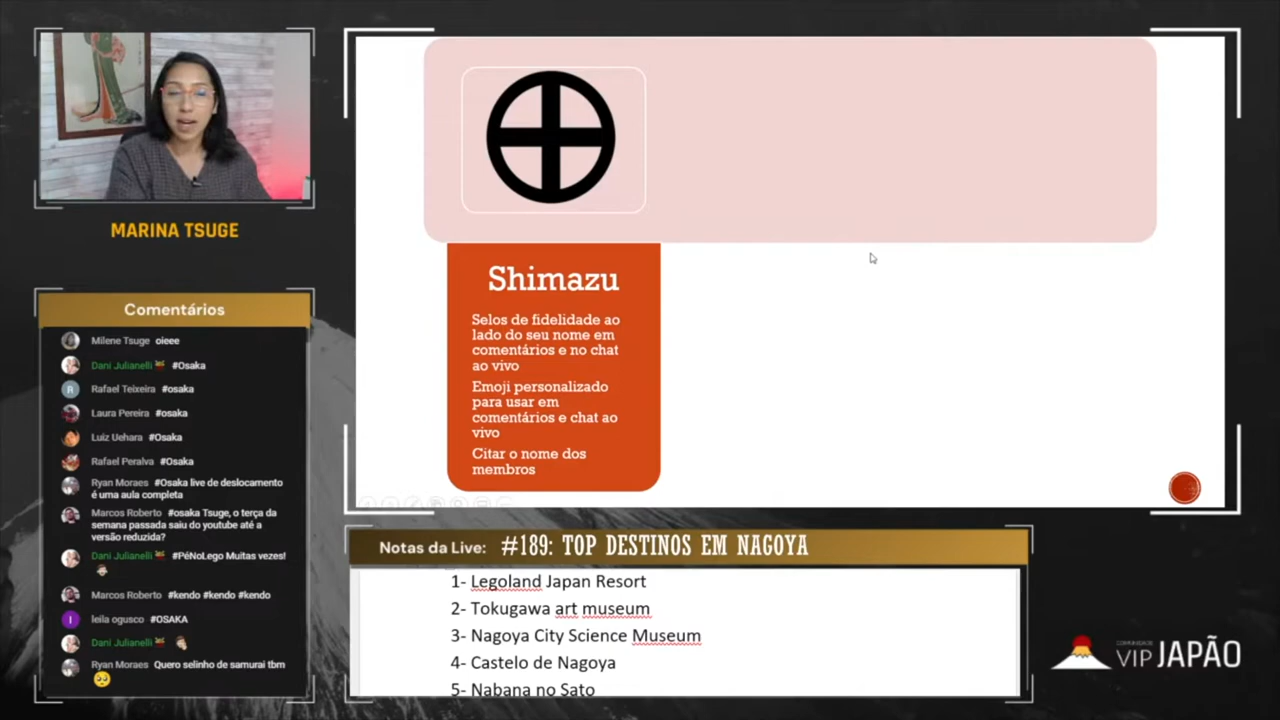 MARINA TSUGE
Comentários
Milene Tsuge oieee
Dani Julianelli #Osaka
R
Rafael Teixeira #osaka
Laura Pereira #osaka
Luiz Uehara #Osaka
Rafael Peralva #Osaka
Ryan Moraes #Osaka live de deslocamento
é uma aula completa
Marcos Roberto #osaka Tsuge, o terça da
semana passada saiu do youtube até a
versão reduzida?
Dani Julianelli #PéNoLego Muitas vezes!
Marcos Roberto #kendo #kendo #kendo
l
leila ogusco #OSAKA
Dani Julianelli
Ryan Moraes Quero selinho de samurai tbm
Shimazu
Selos de fidelidade ao
lado do seu nome em
comentários e no chat
ao vivo
Emoji personalizado
para usar em
comentários e chat ao
vivo
Citar o nome dos
membros
Notas da Live: #189: TOP DESTINOS EM NAGOYA
1- Legoland Japan Resort
2- Tokugawa art museum
3- Nagoya City Science Museum
4- Castelo de Nagoya
5- Nabana no Sato
COMUNIDADE
VIP JAPÃO